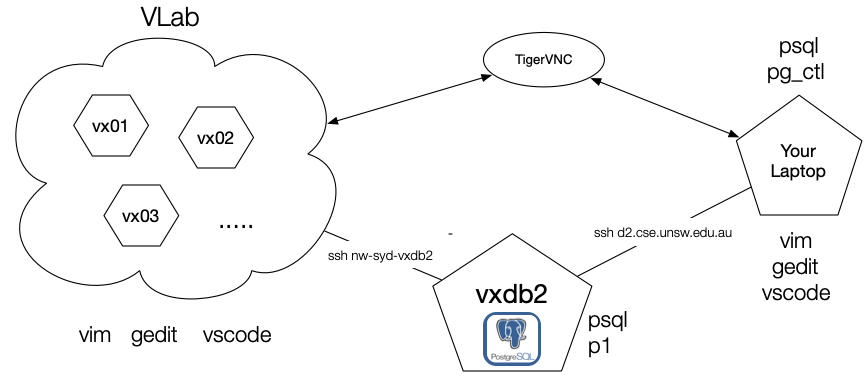 VLab
TigerVNC
psql
pg_ctl
vx01
vx02
Your
Laptop
vx03
.....
-
ssh d2.cse.unsw.edu.au
ssh nw-syd-vxdb2
vim
gedit
vscode
vxdb2
PostgreSQL
psql
p1
vim gedit vscode